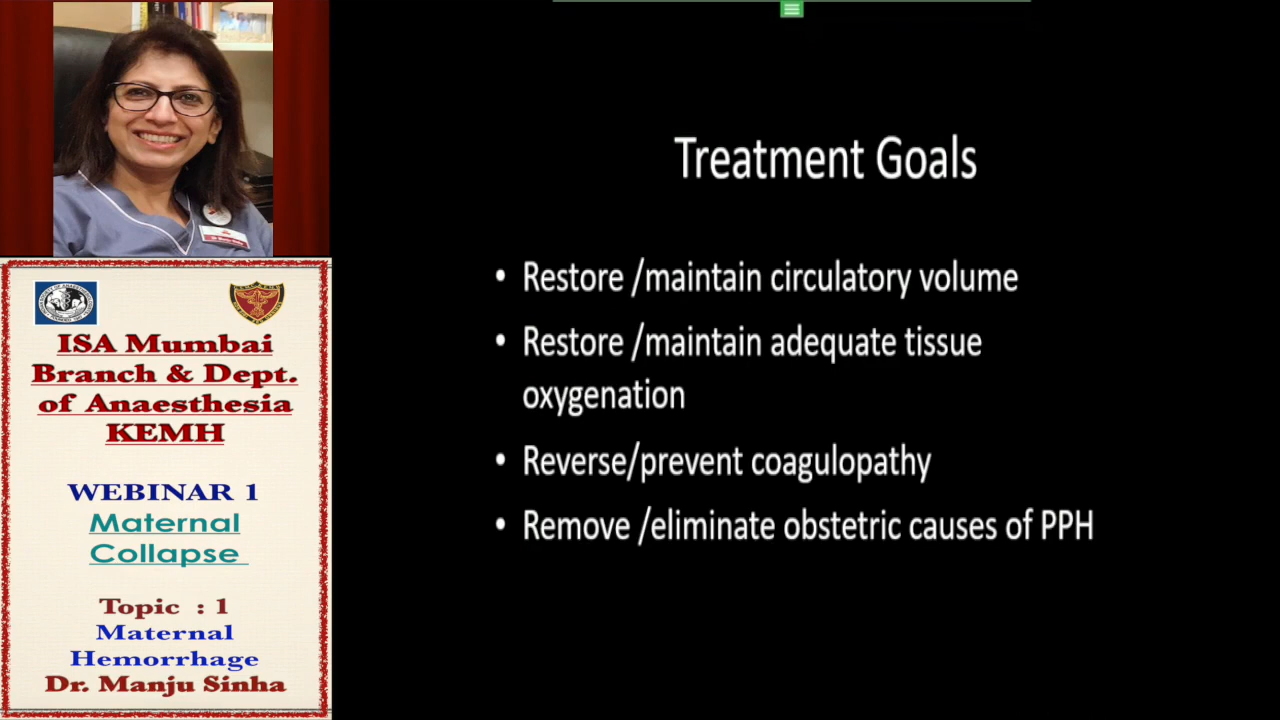 ISA Mumbai
Branch & Dept.
of Anaesthesia
KEMH
WEBINAR 1
Maternal
Collapse
Topic : 1
Maternal
Hemorrhage
Dr. Manju Sinha
Treatment Goals
• Restore /maintain circulatory volume
• Restore /maintain adequate tissue
oxygenation
• Reverse/prevent coagulopathy
• Remove /eliminate obstetric causes of PPH